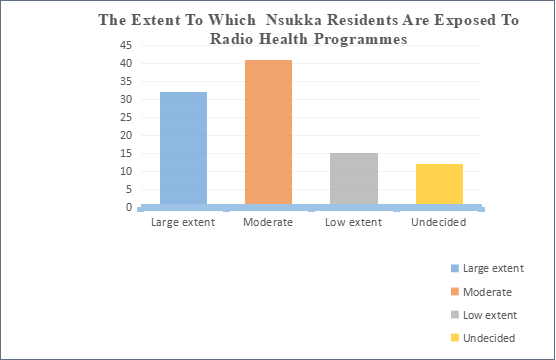 The Extent To Which Nsukka Residents Are Exposed To
Radio Health Programmes
45
40
35
30
25
20
15
10
5
0
Large extent Moderate Low extent Undecided
Large extent
Moderate
Low extent
Undecided